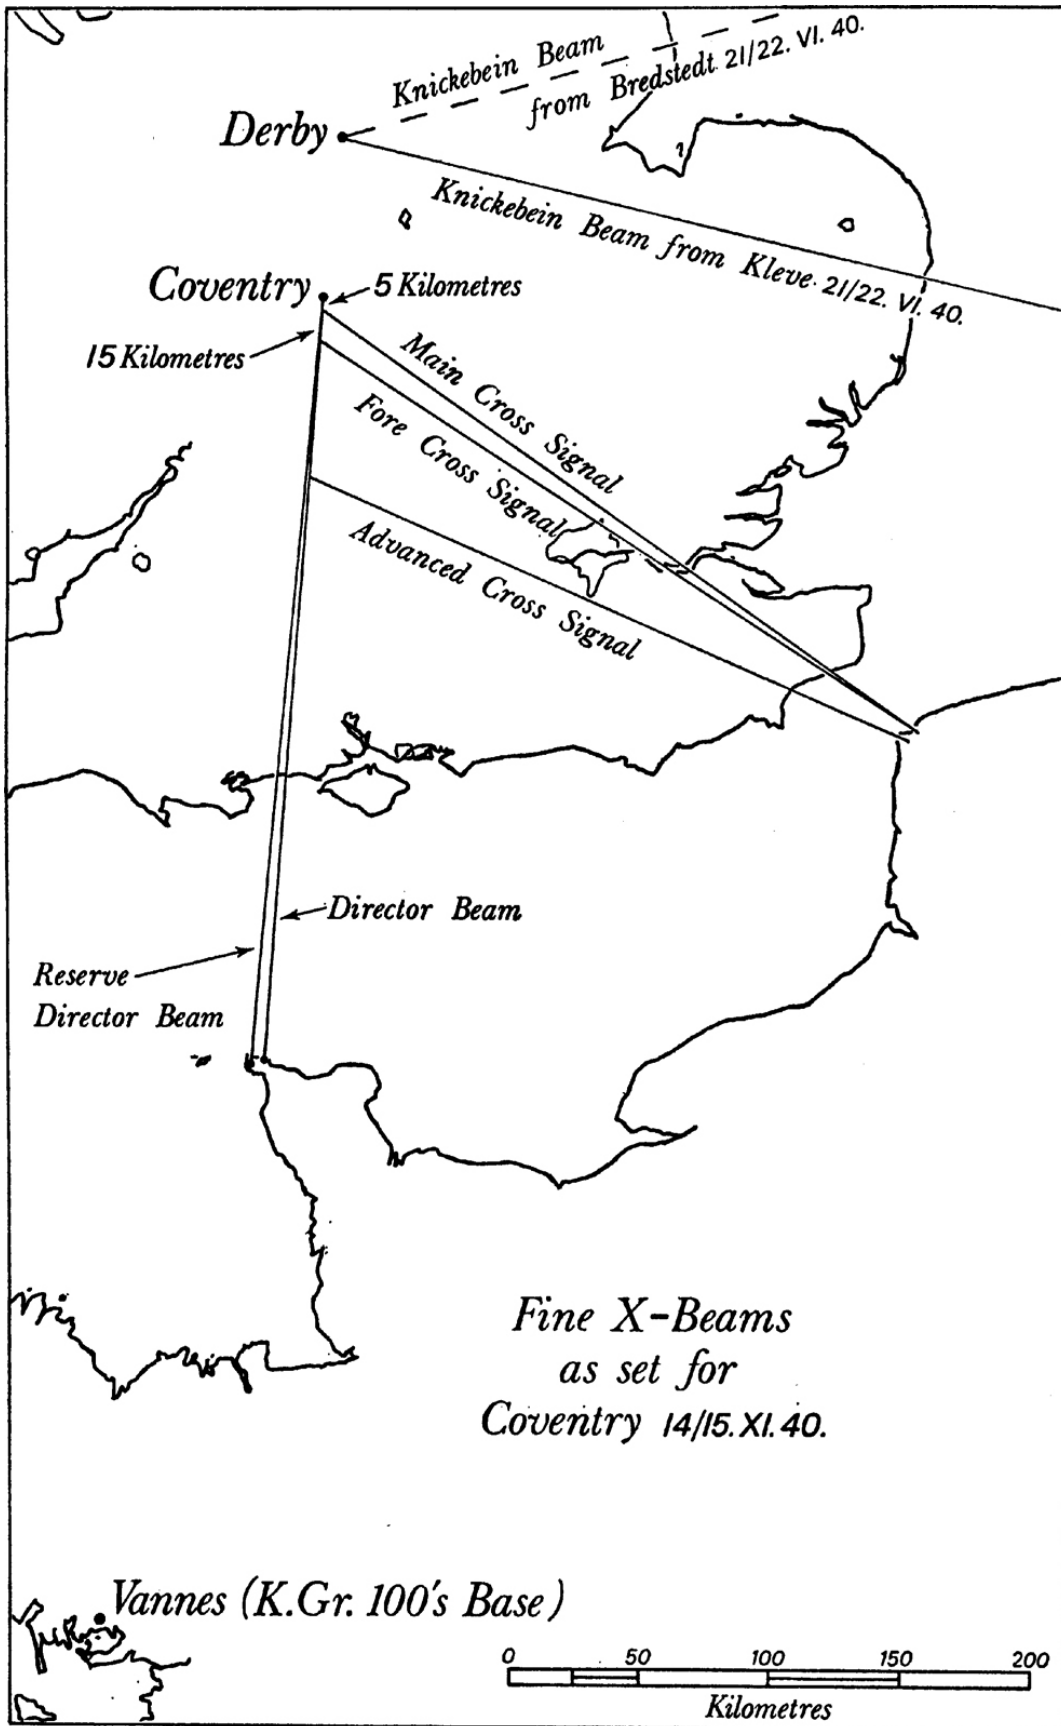 Knickebein Beam
from Bredstedt 21/22. VI. 40.
Derby
Knickebein Beam from Kleve. 21/22. VI. 40.
Coventry
5 Kilometres
15 Kilometres
Main Cross Signal
Fore Cross Signal
Advanced Cross Signal
Director Beam
Reserve
Director Beam
Fine X-Beams
as set for
Coventry 14/15. XI. 40.
Vannes (K.Gr. 100's Base)
0 50 100 150 200
Kilometres